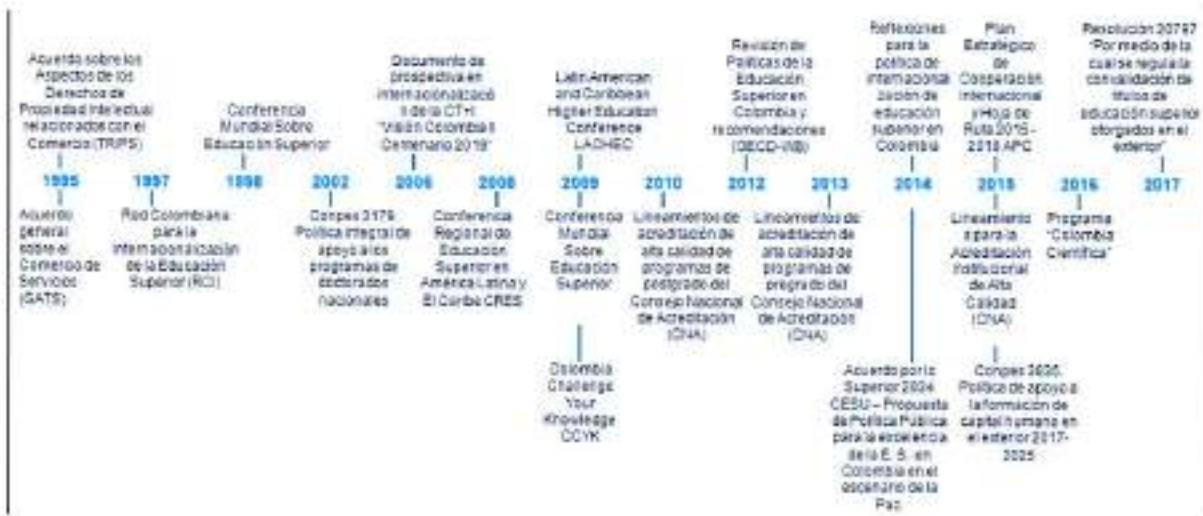 Acuerdo sobre los
Aspectos de los
Derechos de
Propiedad Intelectual
relacionados con el
Comercio (TRIPS)
Conferencia
Mundial Sobre
Educación Superior
Documento de
prospectiva en
internacionalizació
n de la CT+I
"Visión Colombia II
Centenario 2019"
Latin American
and Caribbean
Higher Education
Conference
LACHEC
Revisión de
Políticas de la
Educación
Superior en
Colombia y
recomendaciones
(OECD-WB)
Reflexiones
para la
política de
internacional
ización de
educación
superior en
Colombia
Plan
Estratégico
de
Cooperación
Internacional
y Hoja de
Ruta 2015-
2018 APC
Resolución 20797
"Por medio de la
cual se regula la
convalidación de
títulos de
educación superior
otorgados en el
exterior"
1995 1997 1998 2002 2006 2008 2009 2010 2012 2013 2014 2015 2016 2017
Acuerdo
general
sobre el
Comercio de
Servicios
(GATS)
Red Colombiana
para la
Internacionalización
de la Educación
Superior (RCI)
Conpes 3179
Política integral de
apoyo a los
programas de
doctorados
nacionales
Conferencia
Regional de
Educación
Superior en
América Latina y
El Caribe CRES
Conferencia
Mundial
Sobre
Educación
Superior
Lineamientos de
acreditación de
alta calidad de
programas de
postgrado del
Consejo Nacional
de Acreditación
(CNA)
Lineamientos de
acreditación de
alta calidad de
programas de
pregrado del
Consejo Nacional
de Acreditación
(CNA)
Lineamiento
s para la
Acreditación
Institucional
de Alta
Calidad
(CNA)
Programa
"Colombia
Científica"
Colombia
Challenge
Your
Knowledge
CCYK
Acuerdo por lo
Superior 2034
CESU – Propuesta
de Política Pública
para la excelencia
de la E. S. en
Colombia en el
escenario de la
Paz
Conpes 3835.
Política de apoyo a
la formación de
capital humano en
el exterior 2017-
2025